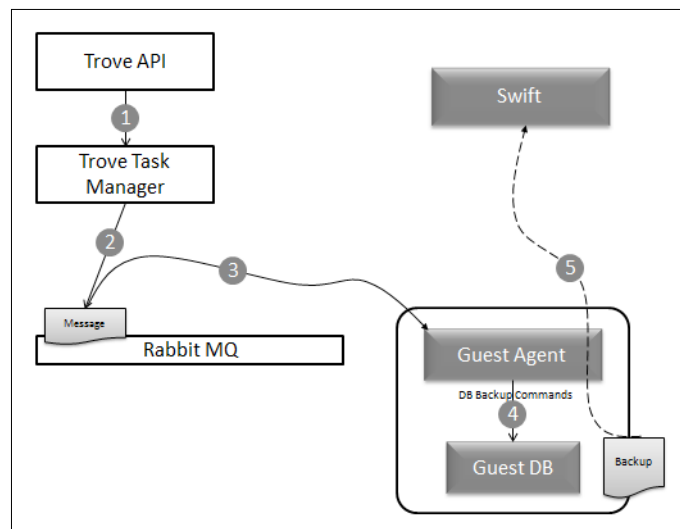 Trove API
Swift
1
Trove Task
Manager
2
3
5
Message
Rabbit MQ
Guest Agent
DB Backup Commands
4
Guest DB
Backup